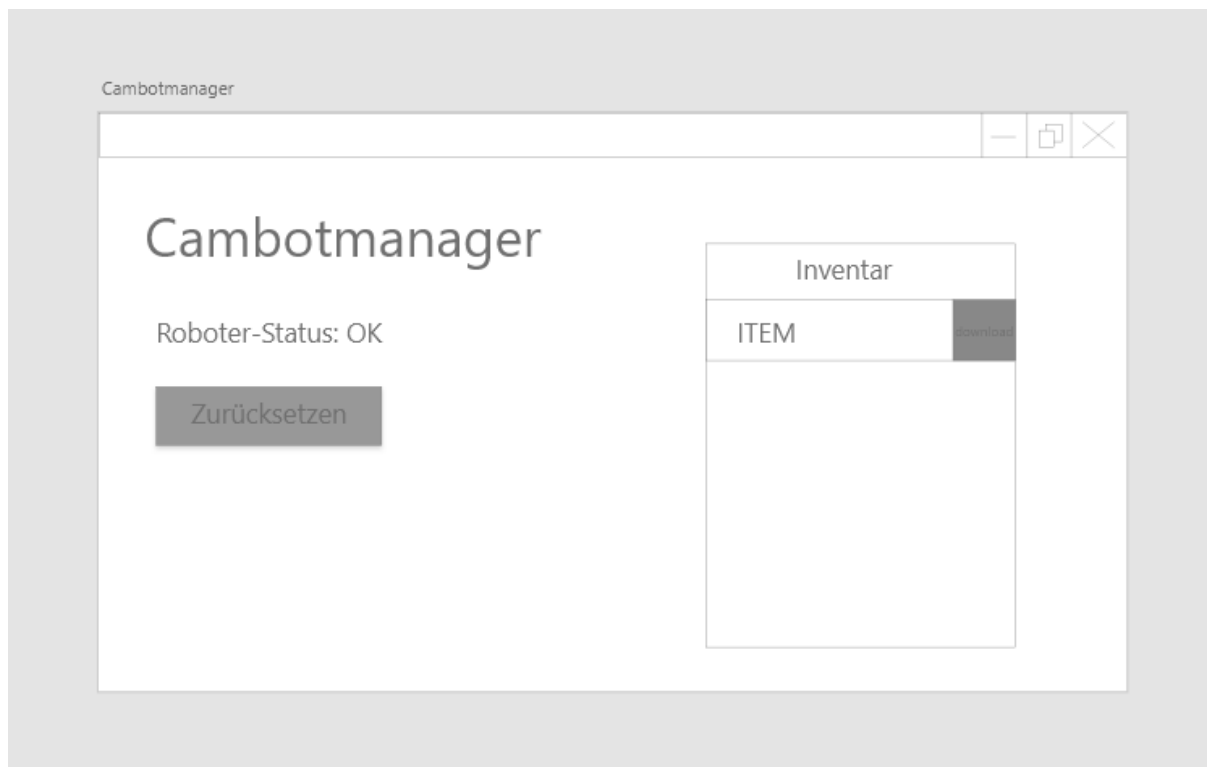 Cambotmanager
Cambotmanager
Roboter-Status: OK
Zurücksetzen
Inventar
ITEM
download